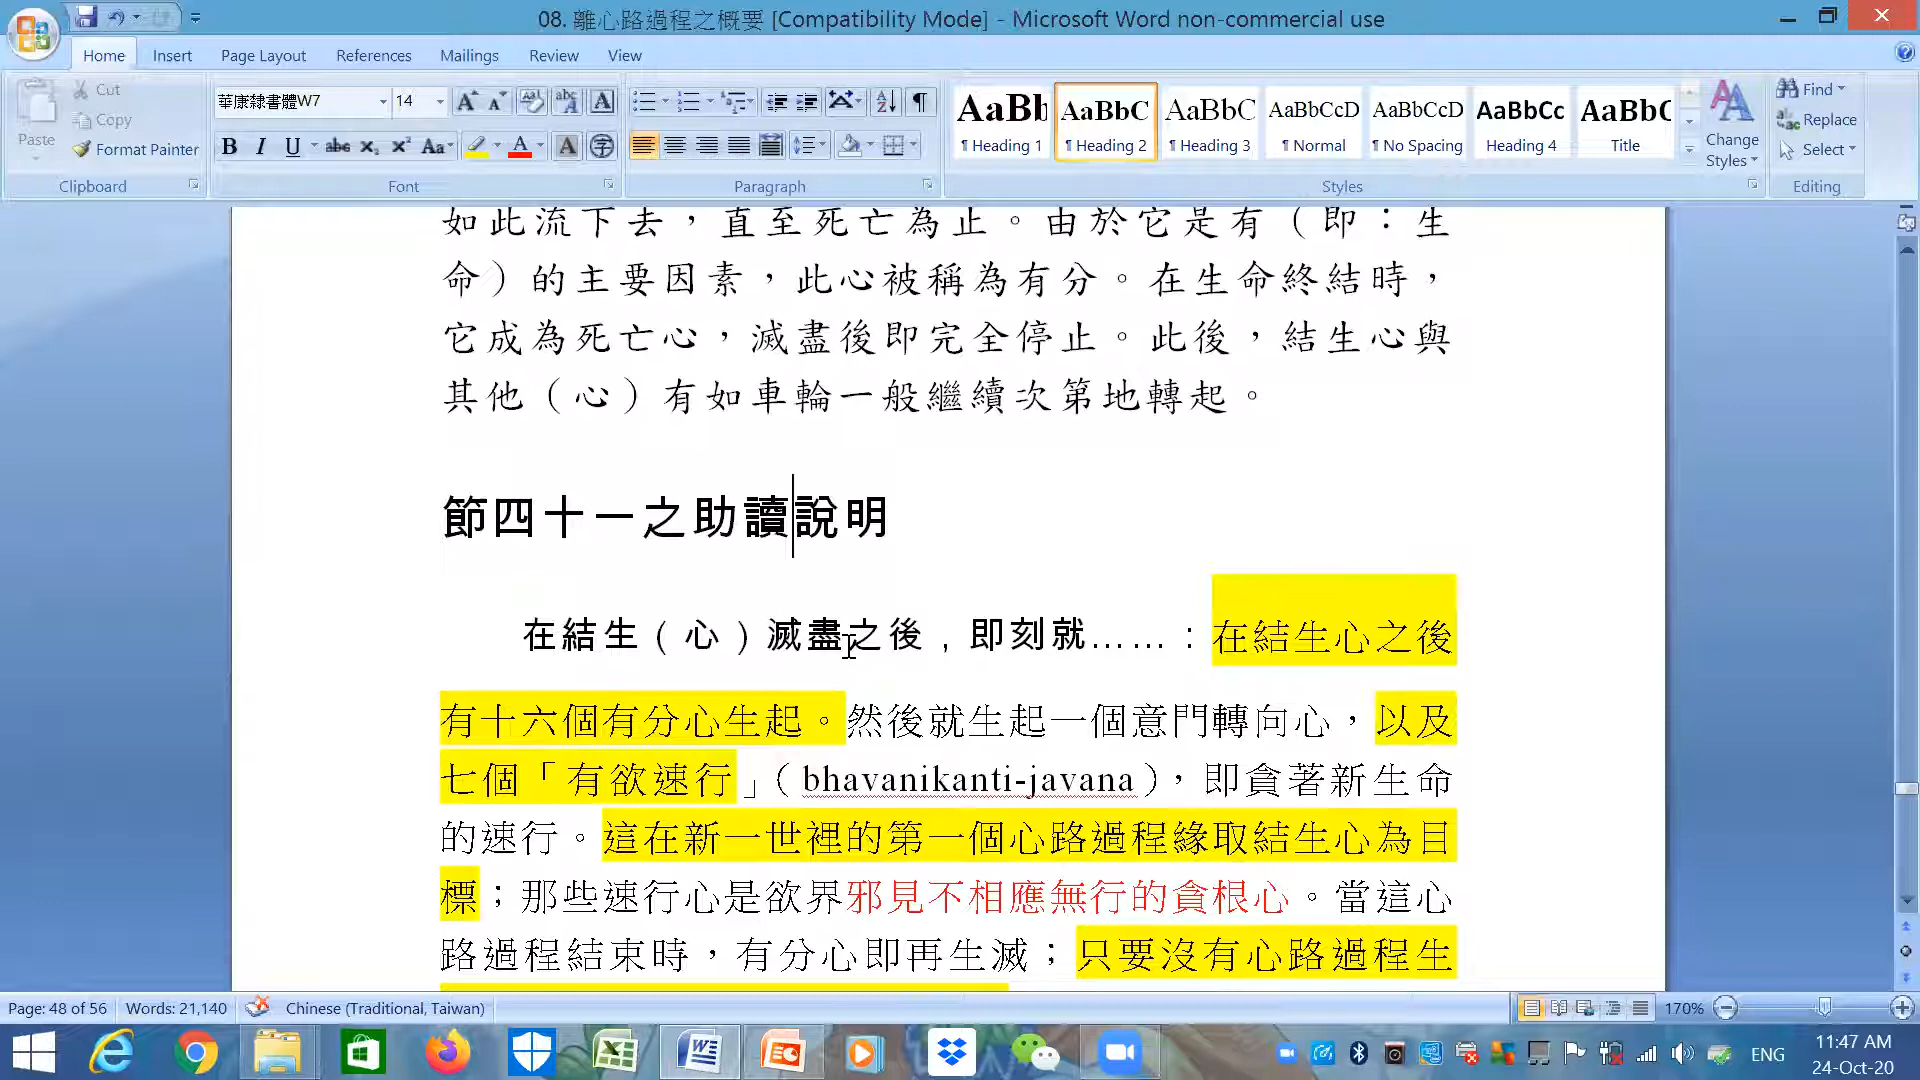 08. 離心路過程之概要 [Compatibility Mode] - Microsoft Word non-commercial use
Home Insert Page Layout References Mailings Review View
Paste
Cut
Copy
Format Painter
Clipboard
華康隸書體W7 14
Font
Paragraph
AaBb AaBbC AaBbC AaBbCcD AaBbCcD AaBbCc AaBbC
¶ Heading 1 ¶ Heading 2 ¶ Heading 3 ¶ Normal ¶ No Spacing Heading 4 Title
Change Styles
Styles
Find
Replace
Select
Editing
如此流下去，直至死亡為止。由於它是有（即：生
命）的主要因素，此心被稱為有分。在生命終結時，
它成為死亡心，滅盡後即完全停止。此後，結生心與
其他（心）有如車輪一般繼續次第地轉起。
節四十一之助讀說明
在結生（心）滅盡之後，即刻就……：在結生心之後
有十六個有分心生起。然後就生起一個意門轉向心，以及
七個「有欲速行」（bhavanikanti-javana），即貪著新生命
的速行。這在新一世裡的第一個心路過程緣取結生心為目
標；那些速行心是欲界邪見不相應無行的貪根心。當這心
路過程結束時，有分心即再生滅；只要沒有心路過程生
Page: 48 of 56 Words: 21,140 Chinese (Traditional, Taiwan) 170%
ENG
11:47 AM
24-Oct-20